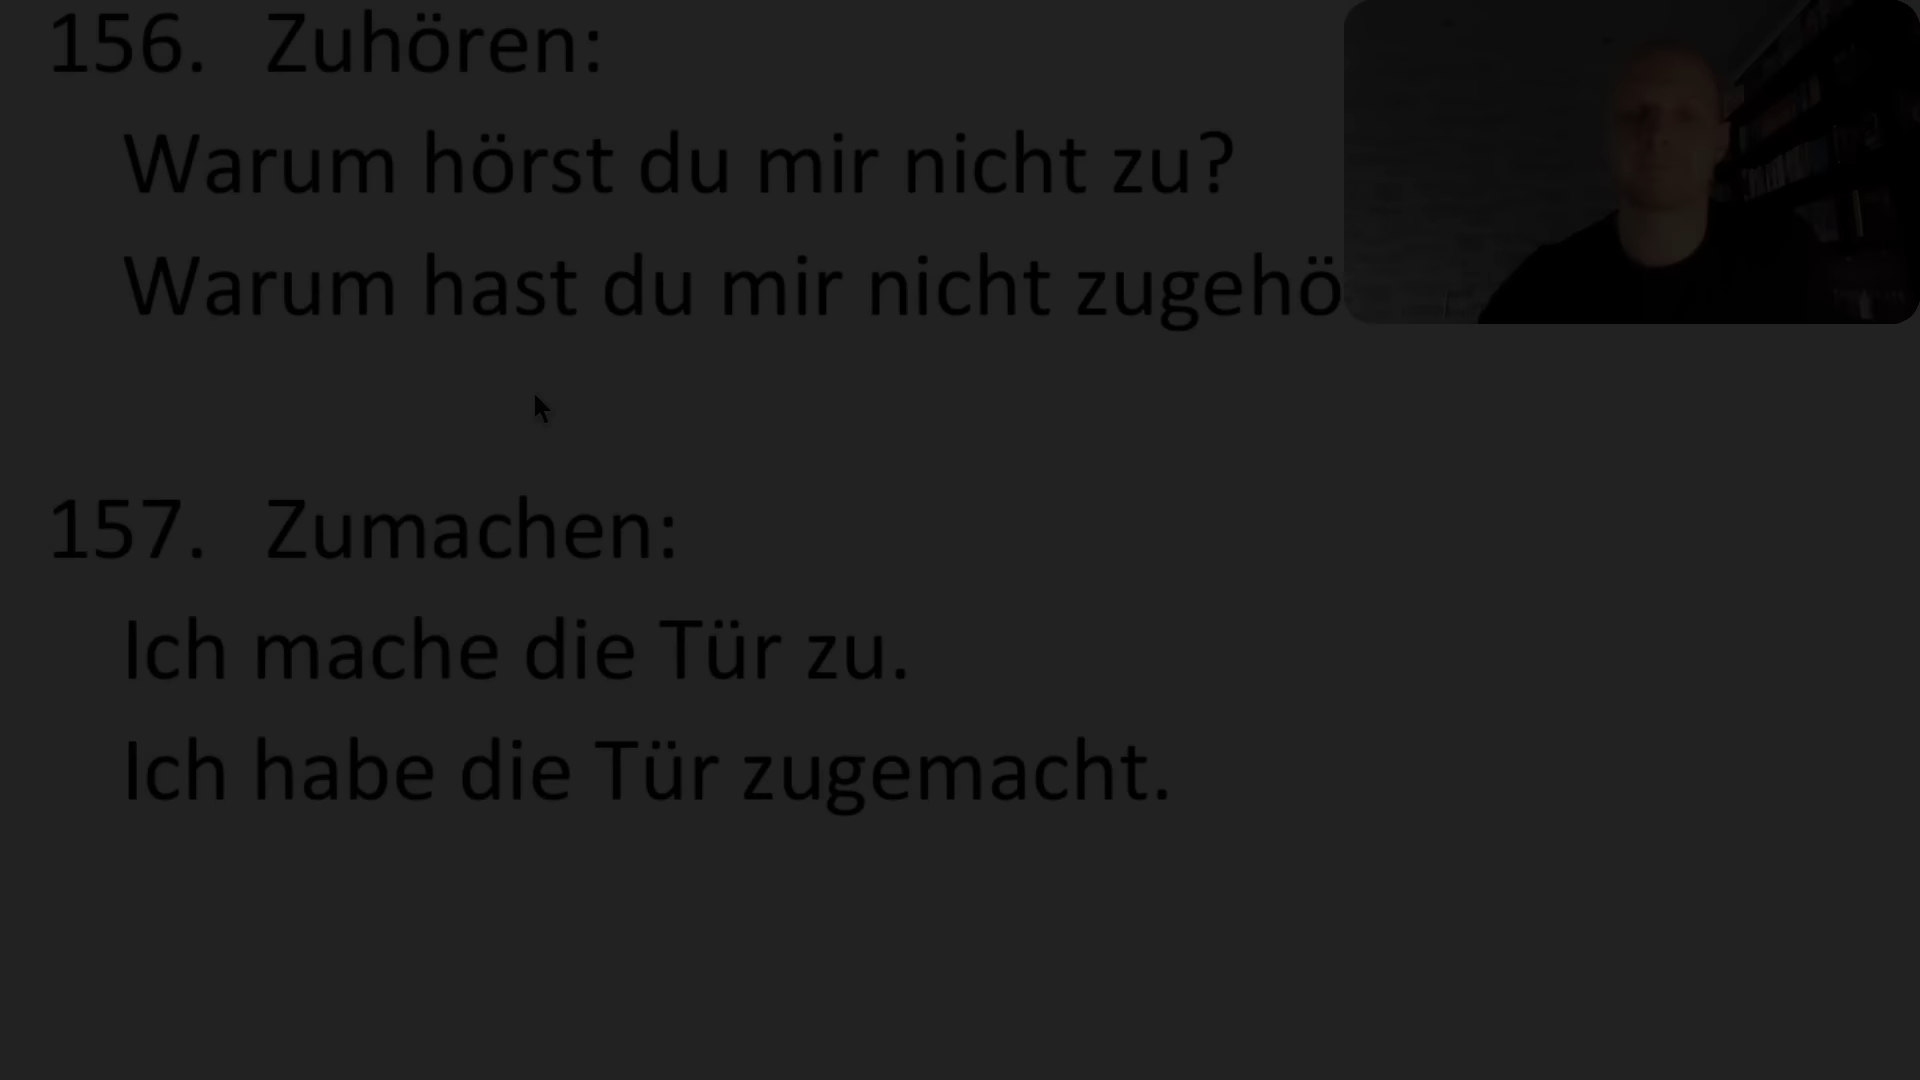 156. Zuhören:
Warum hörst du mir nicht zu?
Warum hast du mir nicht zugehö
157. Zumachen:
Ich mache die Tür zu.
Ich habe die Tür zugemacht.